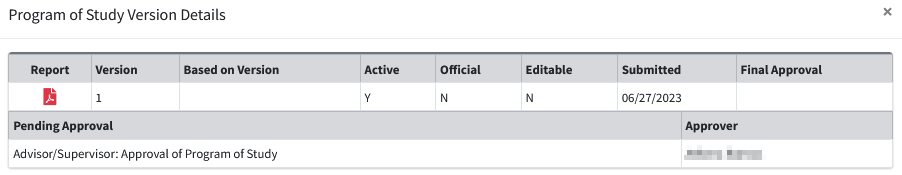 Program of Study Version Details ×
Report Version Based on Version Active Official Editable Submitted Final Approval
1 Y N N 06/27/2023
Pending Approval Approver
Advisor/Supervisor: Approval of Program of Study